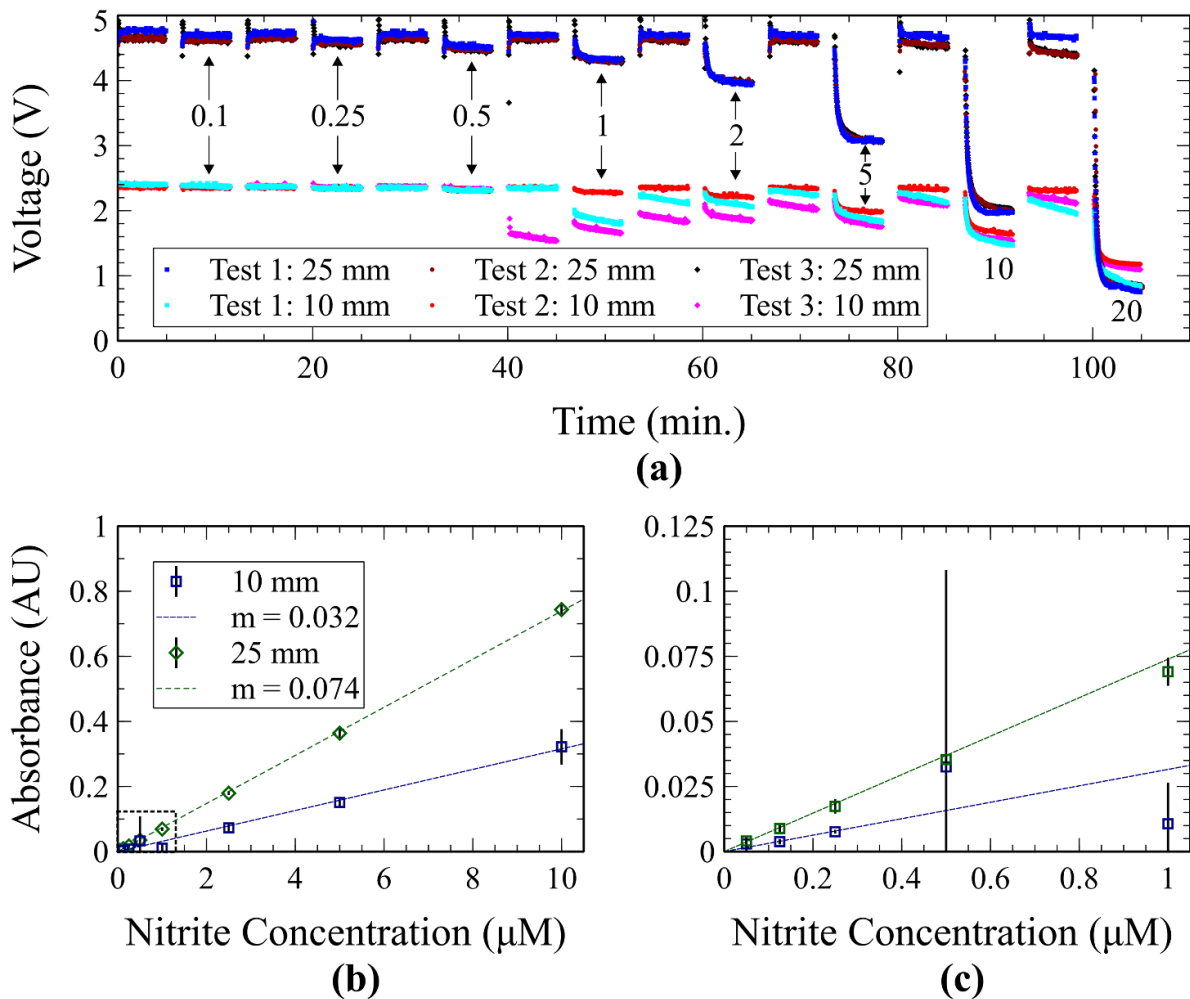 5
4
3
2
1
0
Voltage (V)
0.1
0.25
0.5
1
2
5
10
20
Test 1: 25 mm Test 2: 25 mm Test 3: 25 mm
Test 1: 10 mm Test 2: 10 mm Test 3: 10 mm
0 20 40 60 80 100
Time (min.)
(a)
1
0.8
0.6
0.4
0.2
0
Absorbance (AU)
10 mm
m = 0.032
25 mm
m = 0.074
0 2 4 6 8 10
Nitrite Concentration (μM)
(b)
0.125
0.1
0.075
0.05
0.025
0
0 0.2 0.4 0.6 0.8 1
Nitrite Concentration (μM)
(c)